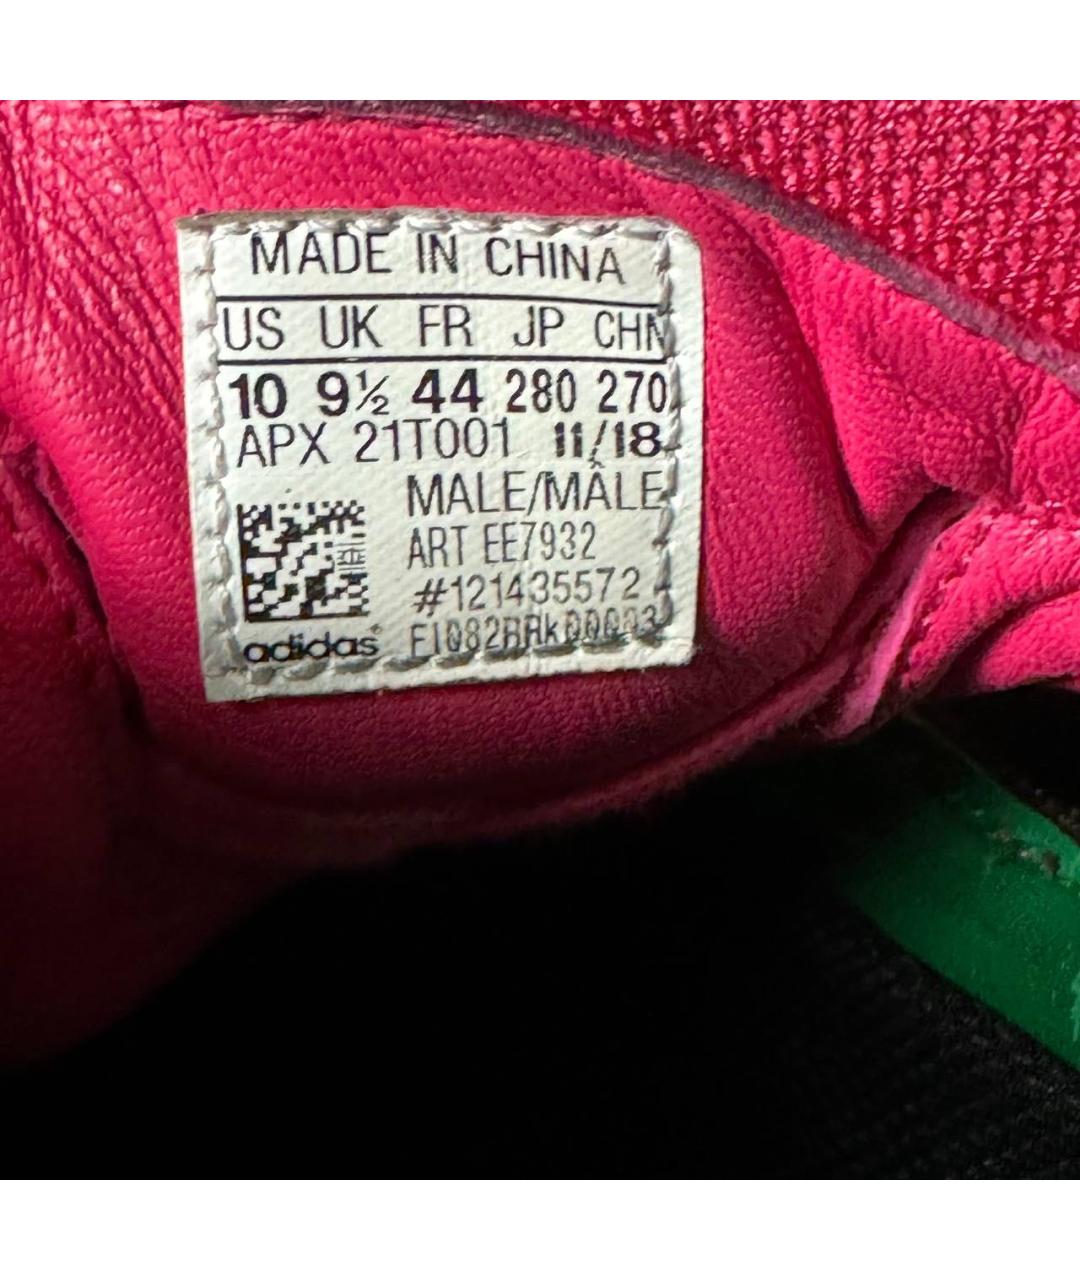 MADE IN CHINA
US UK FR JP CHN
10 9½ 44 280 270
APX 21T001 11/18
MALE/MÂLE
ART EE7932
#121435572
adidas